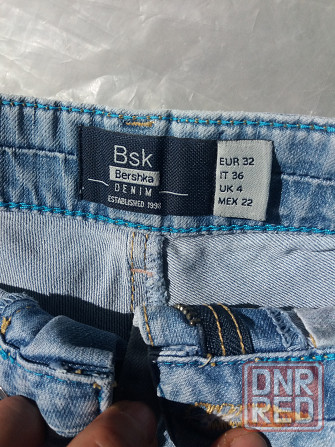 Bsk
Bershka
DENIM
ESTABLISHED 1998
EUR 32
IT 36
UK 4
MEX 22
DNR
RED